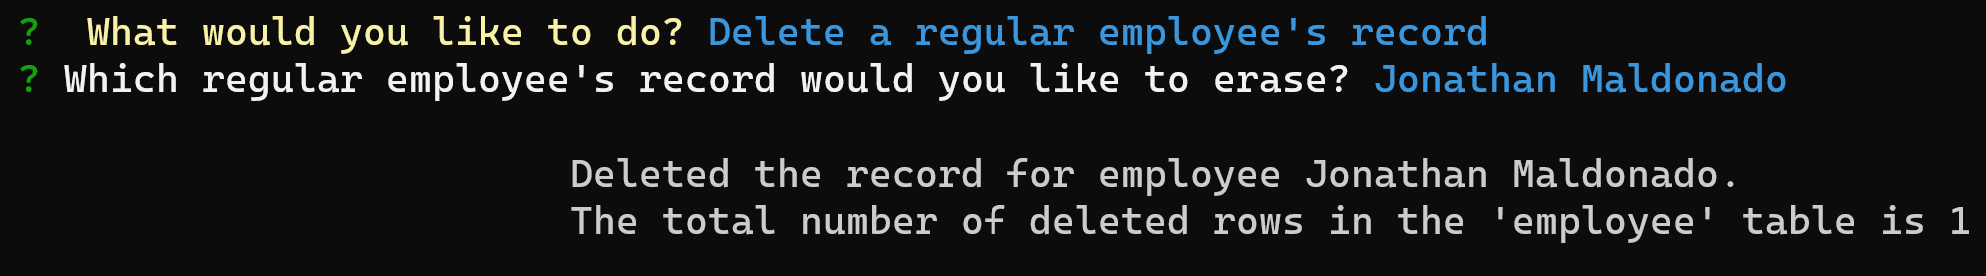 ? What would you like to do? Delete a regular employee's record
? Which regular employee's record would you like to erase? Jonathan Maldonado
Deleted the record for employee Jonathan Maldonado.
The total number of deleted rows in the 'employee' table is 1